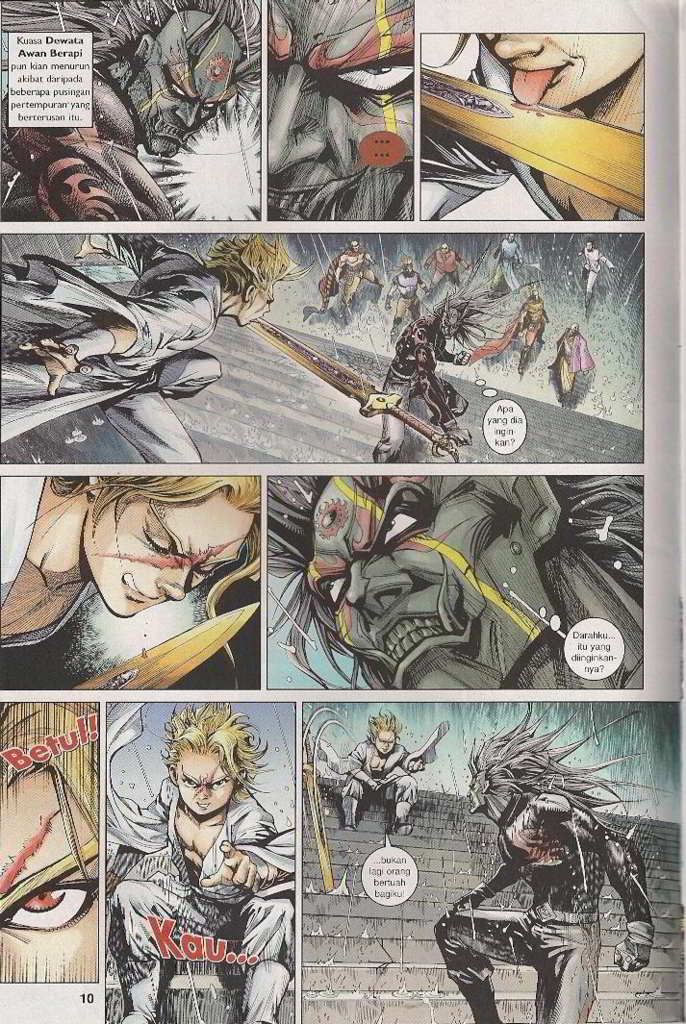 Kuasa Dewata
Awan Berapi
pun kian menurun
akibat daripada
beberapa pusingan
pertempuran yang
berterusan itu.
...
...
Apa
yang dia
ingin-
kan?
Darahku...
itu yang
diinginkan-
nya?
Betul!
Kau...
...bukan
lagi orang
bertuah
bagiku!
10